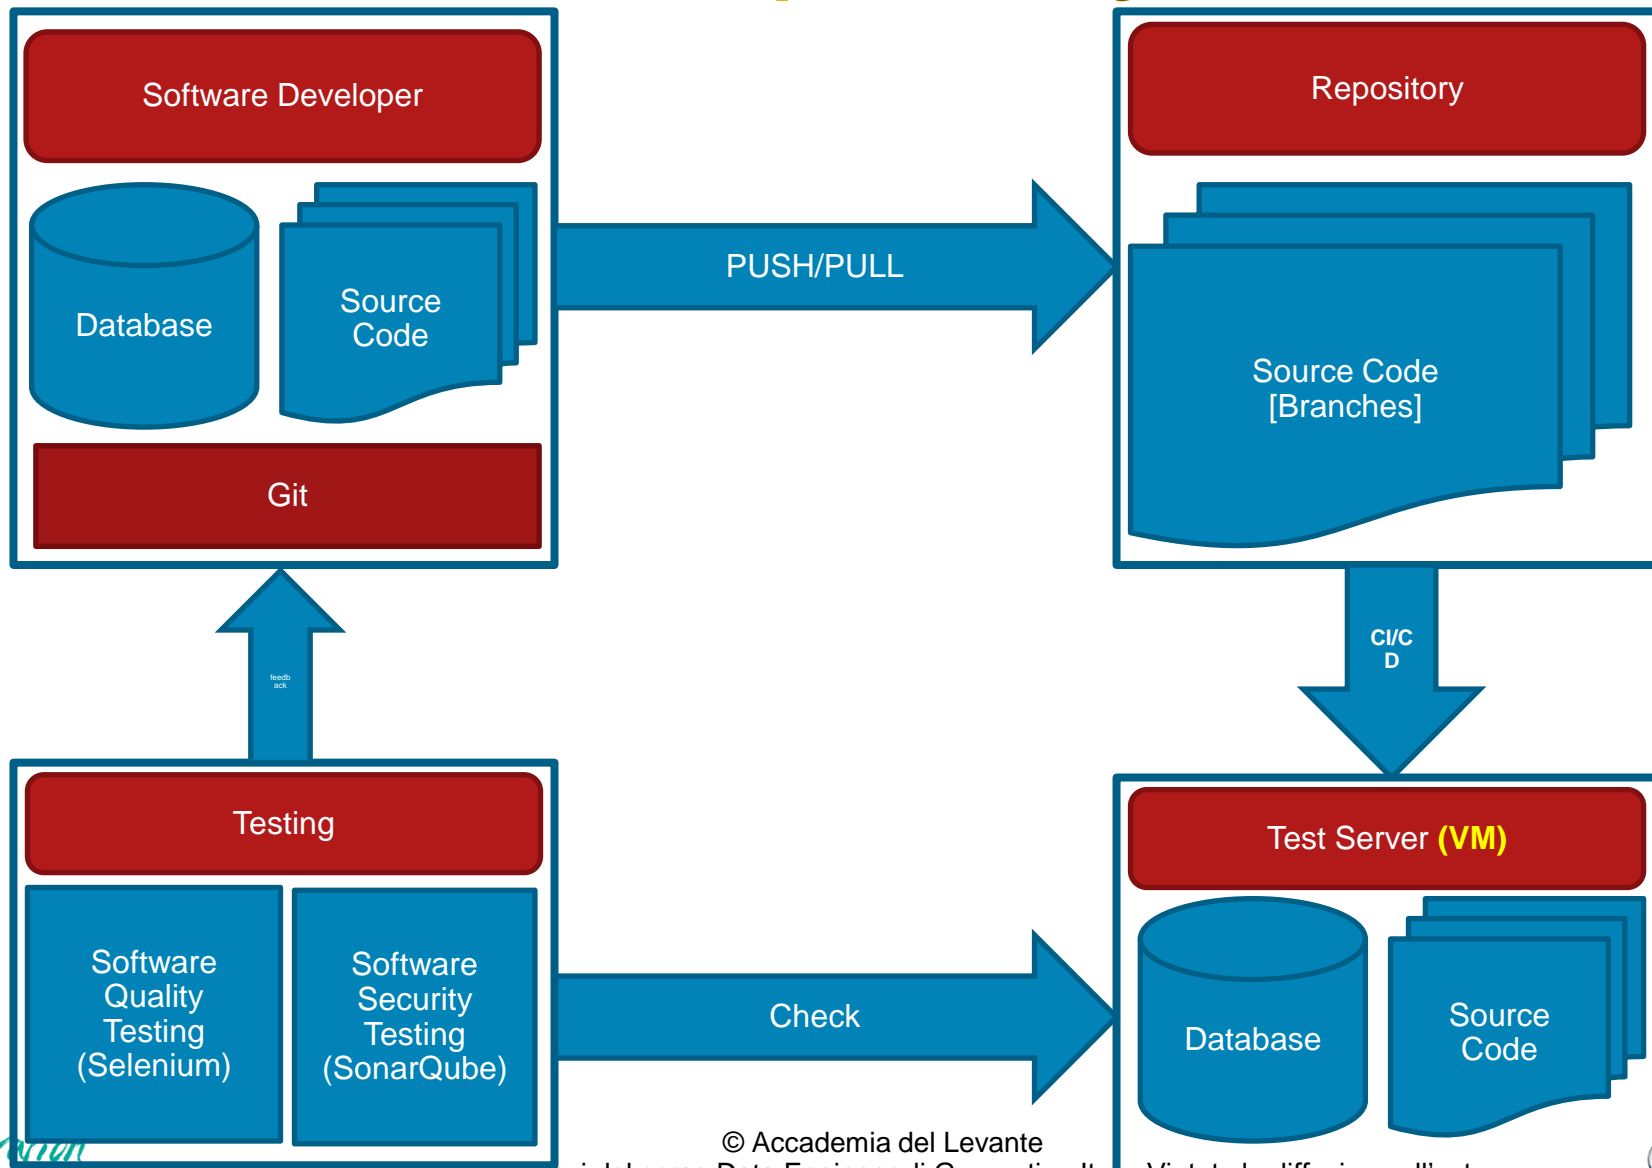 Software Developer
Database
Source
Code
Git
PUSH/PULL
Repository
Source Code
[Branches]
feedb
ack
CI/C
D
Testing
Software
Quality
Testing
(Selenium)
Software
Security
Testing
(SonarQube)
Check
Test Server (VM)
Database
Source
Code
© Accademia del Levante